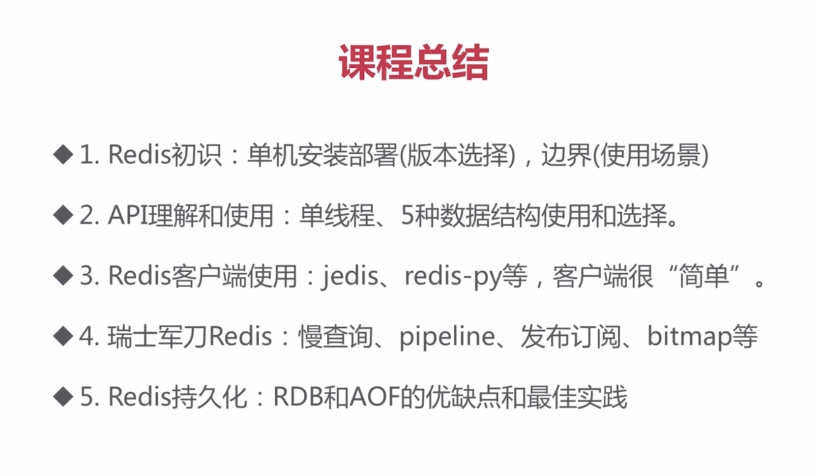 课程总结
◆1. Redis初识：单机安装部署(版本选择)，边界(使用场景)
◆2. API理解和使用：单线程、5种数据结构使用和选择。
◆3. Redis客户端使用：jedis、redis-py等，客户端很“简单”。
◆4. 瑞士军刀Redis：慢查询、pipeline、发布订阅、bitmap等
◆5. Redis持久化：RDB和AOF的优缺点和最佳实践